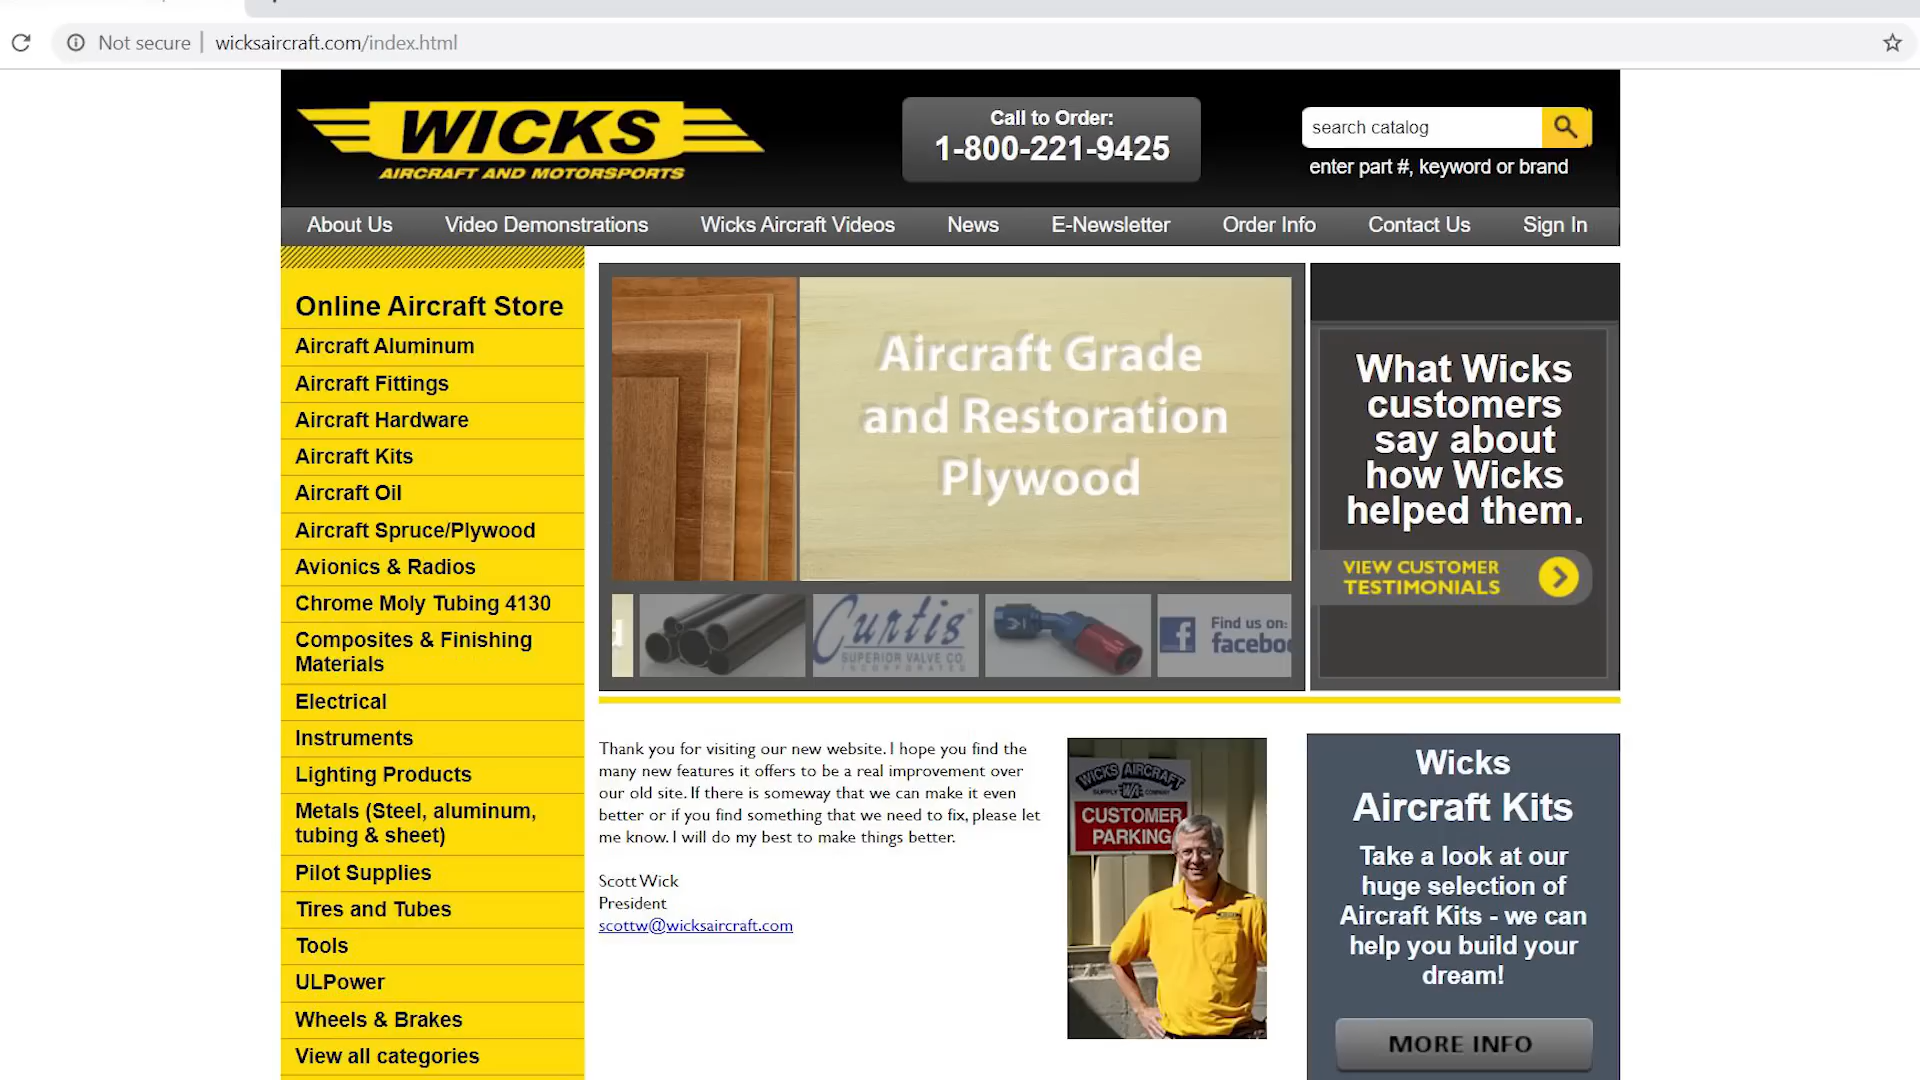 Not secure | wicksaircraft.com/index.html
WICKS
AIRCRAFT AND MOTORSPORTS
Call to Order:
1-800-221-9425
search catalog
enter part #, keyword or brand
About Us Video Demonstrations Wicks Aircraft Videos News E-Newsletter Order Info Contact Us Sign In
Online Aircraft Store
Aircraft Aluminum
Aircraft Fittings
Aircraft Hardware
Aircraft Kits
Aircraft Oil
Aircraft Spruce/Plywood
Avionics & Radios
Chrome Moly Tubing 4130
Composites & Finishing
Materials
Electrical
Instruments
Lighting Products
Metals (Steel, aluminum,
tubing & sheet)
Pilot Supplies
Tires and Tubes
Tools
ULPower
Wheels & Brakes
View all categories
Aircraft Grade
and Restoration
Plywood
Curtis
SUPERIOR VALVE CO
INCORPORATED
Find us on:
facebo
What Wicks
customers
say about
how Wicks
helped them.
VIEW CUSTOMER
TESTIMONIALS
Thank you for visiting our new website. I hope you find the
many new features it offers to be a real improvement over
our old site. If there is someway that we can make it even
better or if you find something that we need to fix, please let
me know. I will do my best to make things better.
Scott Wick
President
scottw@wicksaircraft.com
WICKS AIRCRAFT
SUPPLY WA COMPANY
CUSTOMER
PARKING
Wicks
Aircraft Kits
Take a look at our
huge selection of
Aircraft Kits - we can
help you build your
dream!
MORE INFO